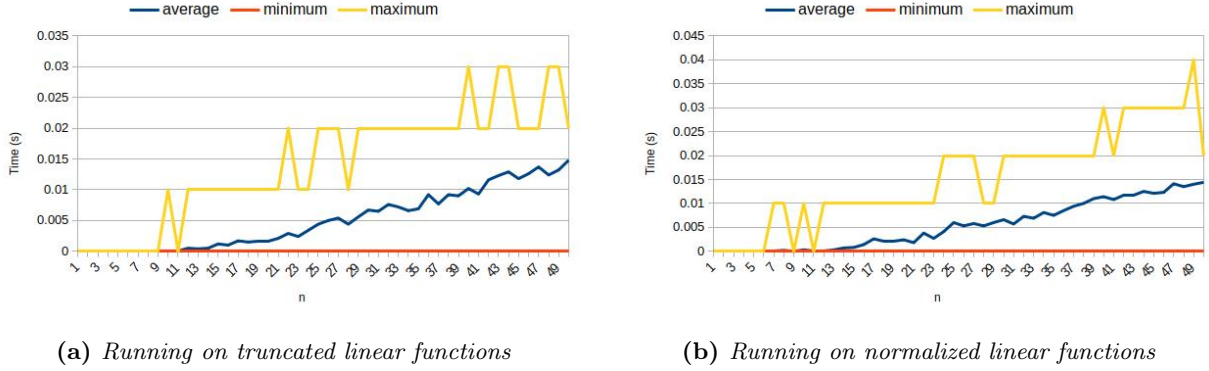 average minimum maximum
0.035
0.03
0.025
0.02
0.015
0.01
0.005
0
Time (s)
1 3 5 7 9 11 13 15 17 19 21 23 25 27 29 31 33 35 37 39 41 43 45 47 49
n
(a) Running on truncated linear functions
average minimum maximum
0.045
0.04
0.035
0.03
0.025
0.02
0.015
0.01
0.005
0
Time (s)
1 3 5 7 9 11 13 15 17 19 21 23 25 27 29 31 33 35 37 39 41 43 45 47 49
n
(b) Running on normalized linear functions